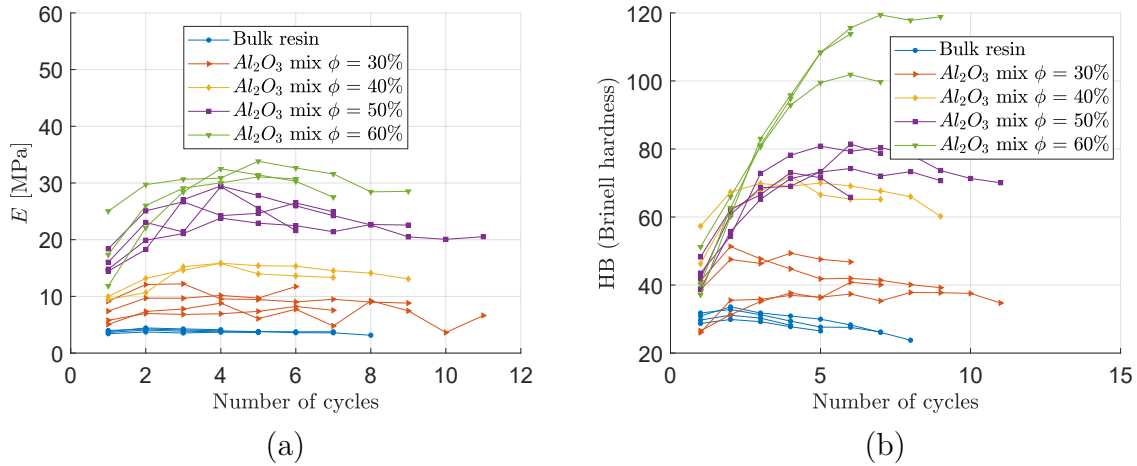 60
50
40
30
20
10
0
E [MPa]
Bulk resin
Al₂O₃ mix ϕ = 30%
Al₂O₃ mix ϕ = 40%
Al₂O₃ mix ϕ = 50%
Al₂O₃ mix ϕ = 60%
0 2 4 6 8 10 12
Number of cycles
(a)
120
100
80
60
40
20
HB (Brinell hardness)
Bulk resin
Al₂O₃ mix ϕ = 30%
Al₂O₃ mix ϕ = 40%
Al₂O₃ mix ϕ = 50%
Al₂O₃ mix ϕ = 60%
0 5 10 15
Number of cycles
(b)